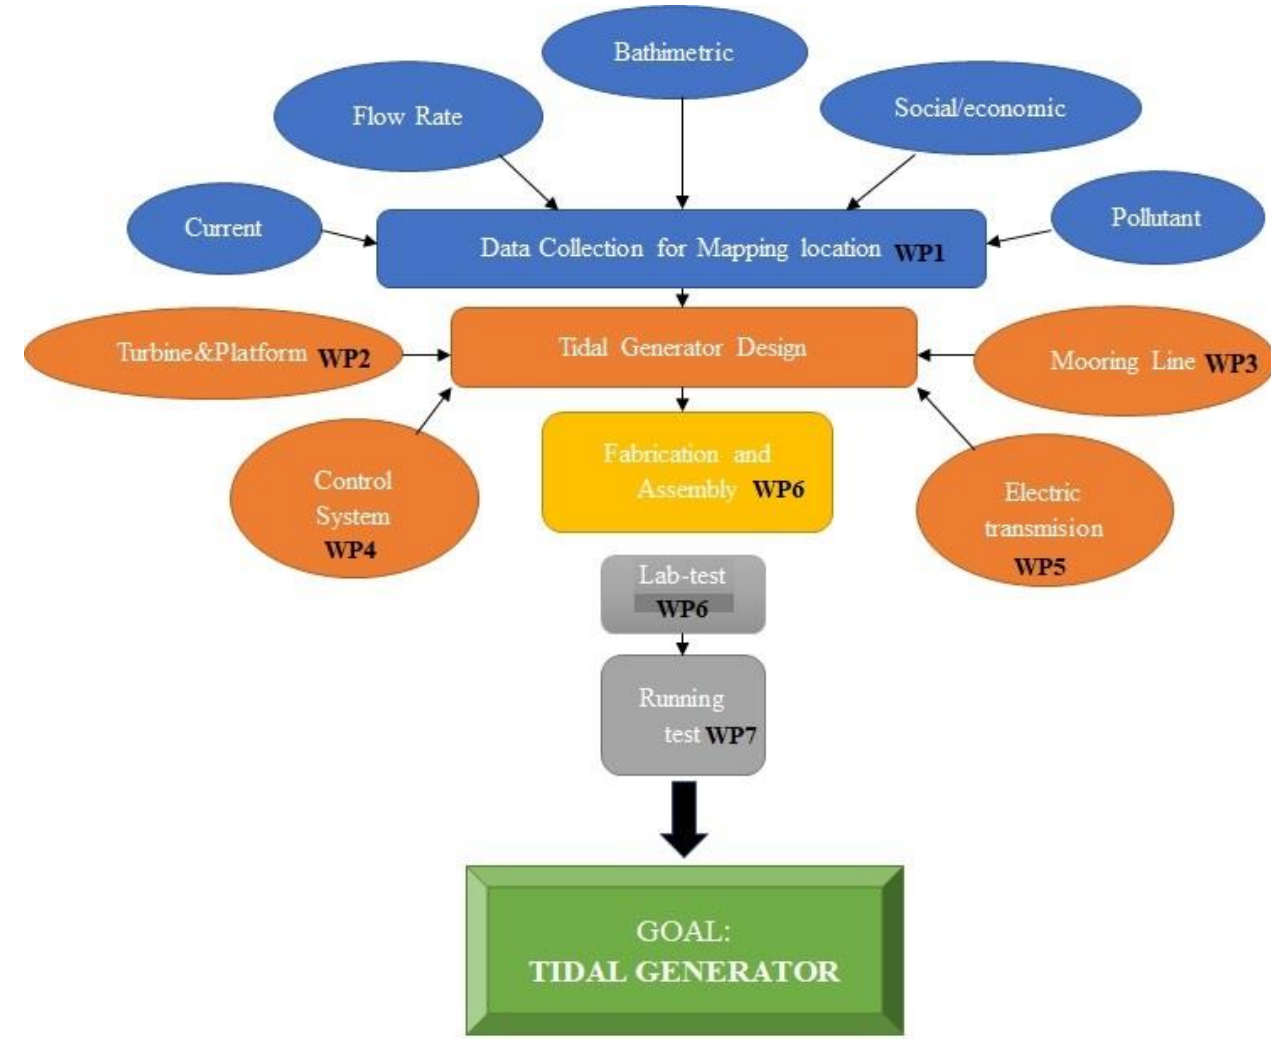 Bathimetric
Flow Rate
Social/economic
Current
Pollutant
Data Collection for Mapping location WP1
Turbine&Platform WP2
Tidal Generator Design
Mooring Line WP3
Fabrication and
Assembly WP6
Control
System
WP4
Electric
transmision
WP5
Lab-test
WP6
Running
test WP7
GOAL:
TIDAL GENERATOR